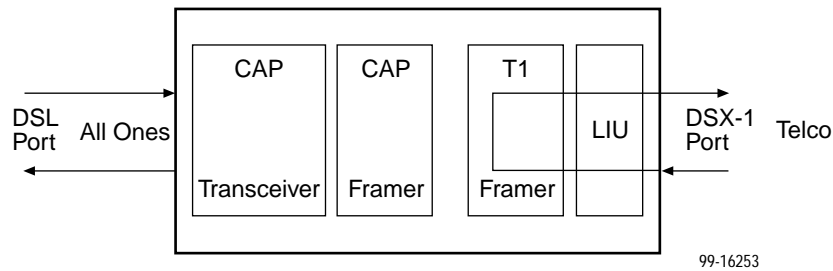 CAP
Transceiver
CAP
Framer
T1
Framer
LIU
DSL
Port
All Ones
DSX-1
Port
Telco
99-16253